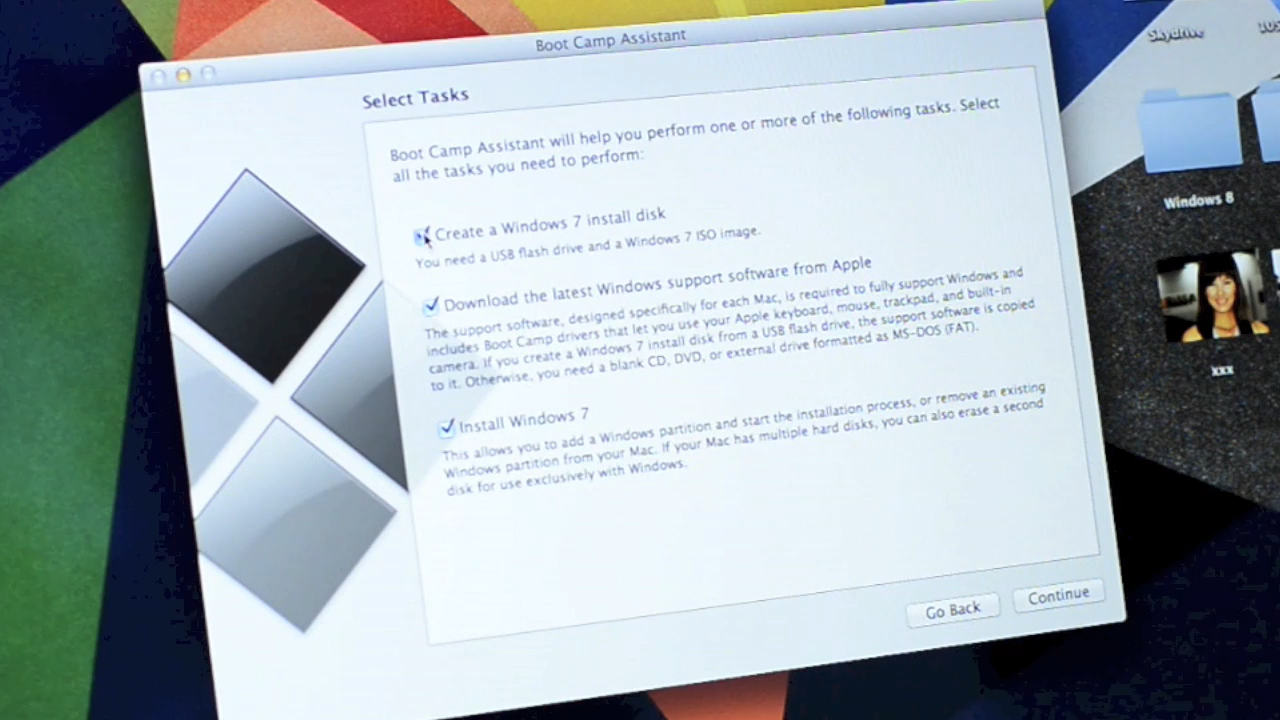 Boot Camp Assistant
Select Tasks
Boot Camp Assistant will help you perform one or more of the following tasks. Select
all the tasks you need to perform:
Create a Windows 7 install disk
You need a USB flash drive and a Windows 7 ISO image.
Download the latest Windows support software from Apple
The support software, designed specifically for each Mac, is required to fully support Windows and
includes Boot Camp drivers that let you use your Apple keyboard, mouse, trackpad, and built-in
camera. If you create a Windows 7 install disk from a USB flash drive, the support software is copied
to it. Otherwise, you need a blank CD, DVD, or external drive formatted as MS-DOS (FAT).
Install Windows 7
This allows you to add a Windows partition and start the installation process, or remove an existing
Windows partition from your Mac. If your Mac has multiple hard disks, you can also erase a second
disk for use exclusively with Windows.
Go Back
Continue
Skydrive
Windows 8
xxx